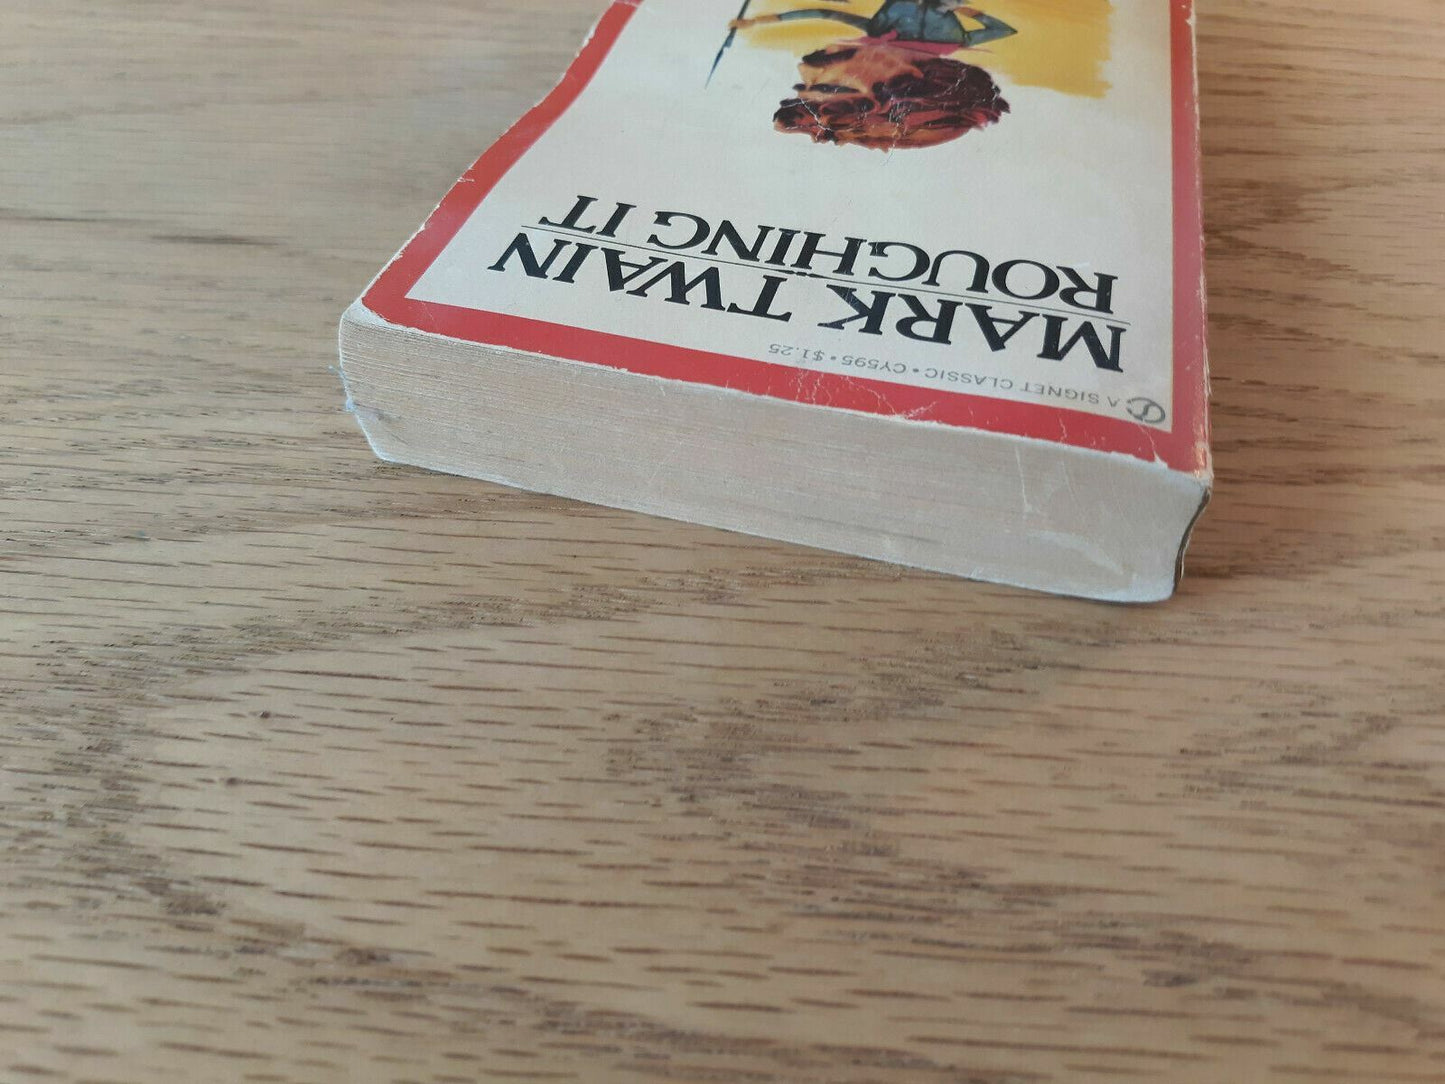 A SIGNET CLASSIC • CY595 • $1.25
MARK TWAIN
ROUGHING IT